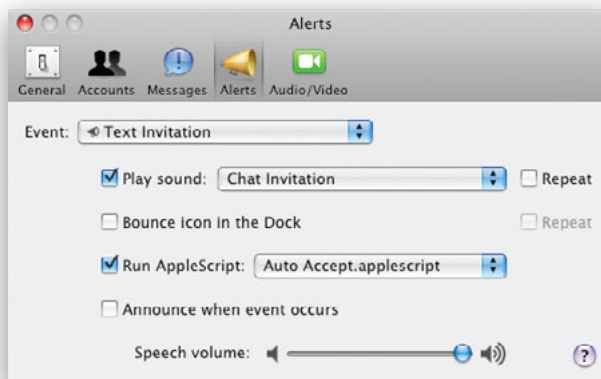 Alerts
General Accounts Messages Alerts Audio/Video
Event: Text Invitation
Play sound: Chat Invitation Repeat
Bounce icon in the Dock Repeat
Run AppleScript: Auto Accept.applescript
Announce when event occurs
Speech volume: ?